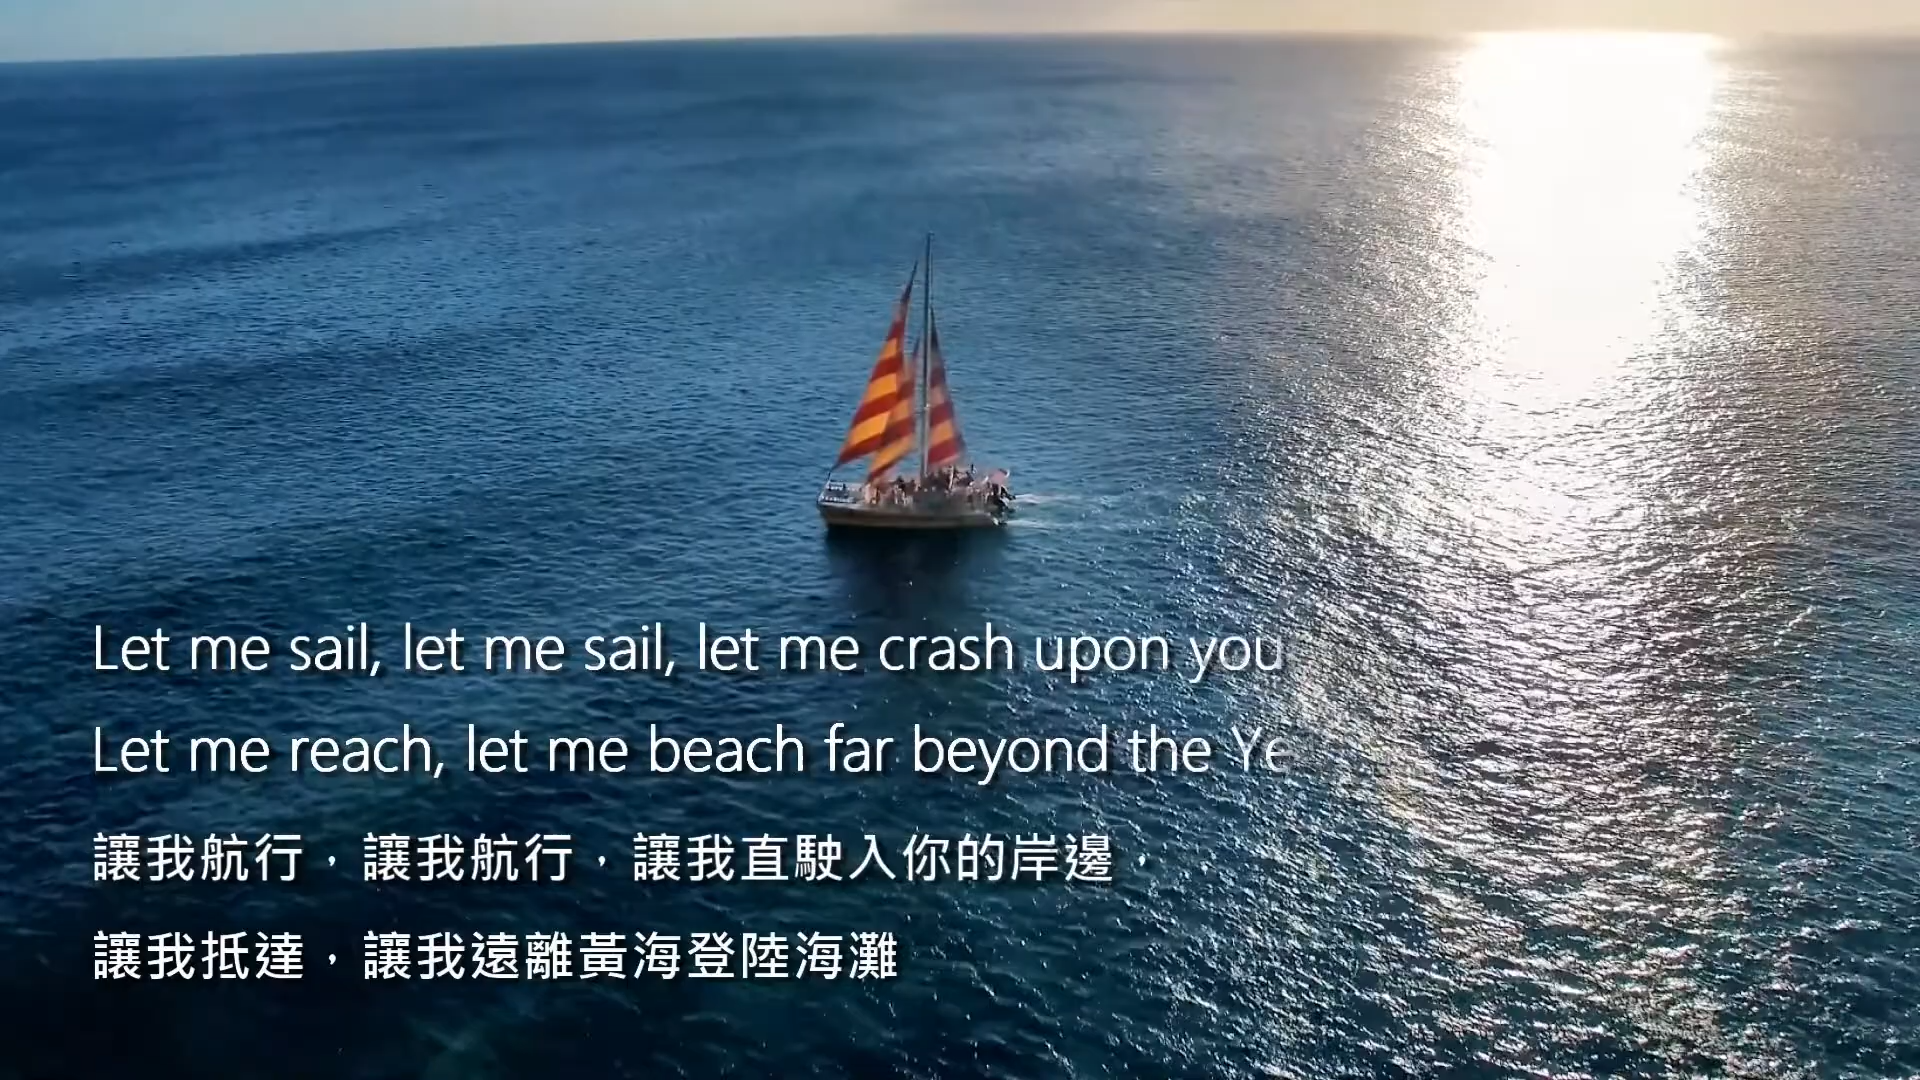 Let me sail, let me sail, let me crash upon you
Let me reach, let me beach far beyond the Ye
讓我航行，讓我航行，讓我直駛入你的岸邊，
讓我抵達，讓我遠離黃海登陸海灘